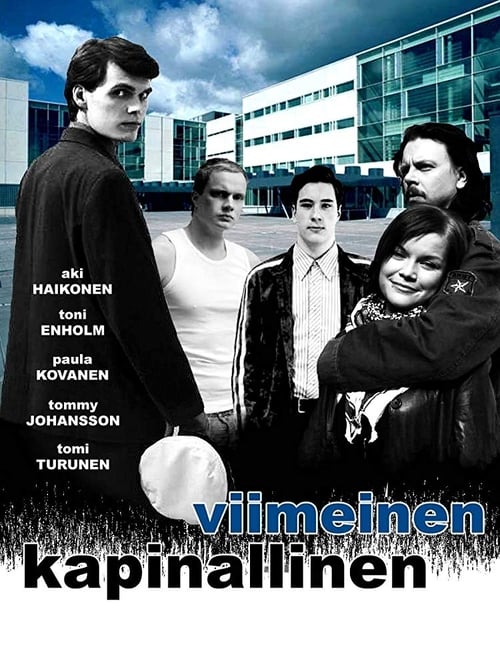 aki
HAIKONEN
toni
ENHOLM
paula
KOVANEN
tommy
JOHANSSON
tomi
TURUNEN
viimeinen
kapinallinen